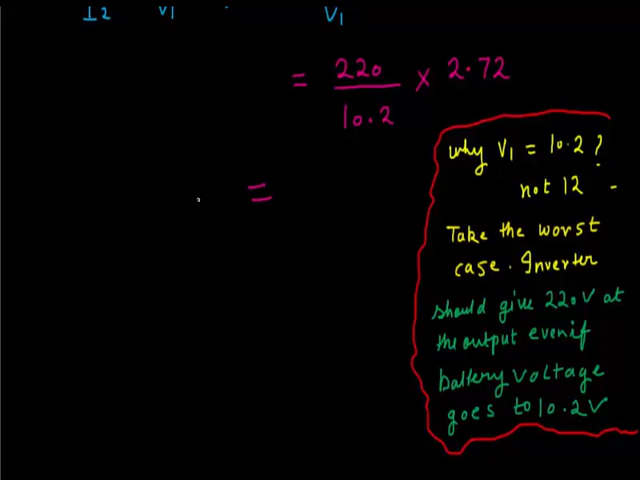 I2 V1 V1
= 220/10.2 × 2.72
=
why V1 = 10.2 ?
not 12
Take the worst
case. Inverter
should give 220V at
the output even if
battery voltage
goes to 10.2V